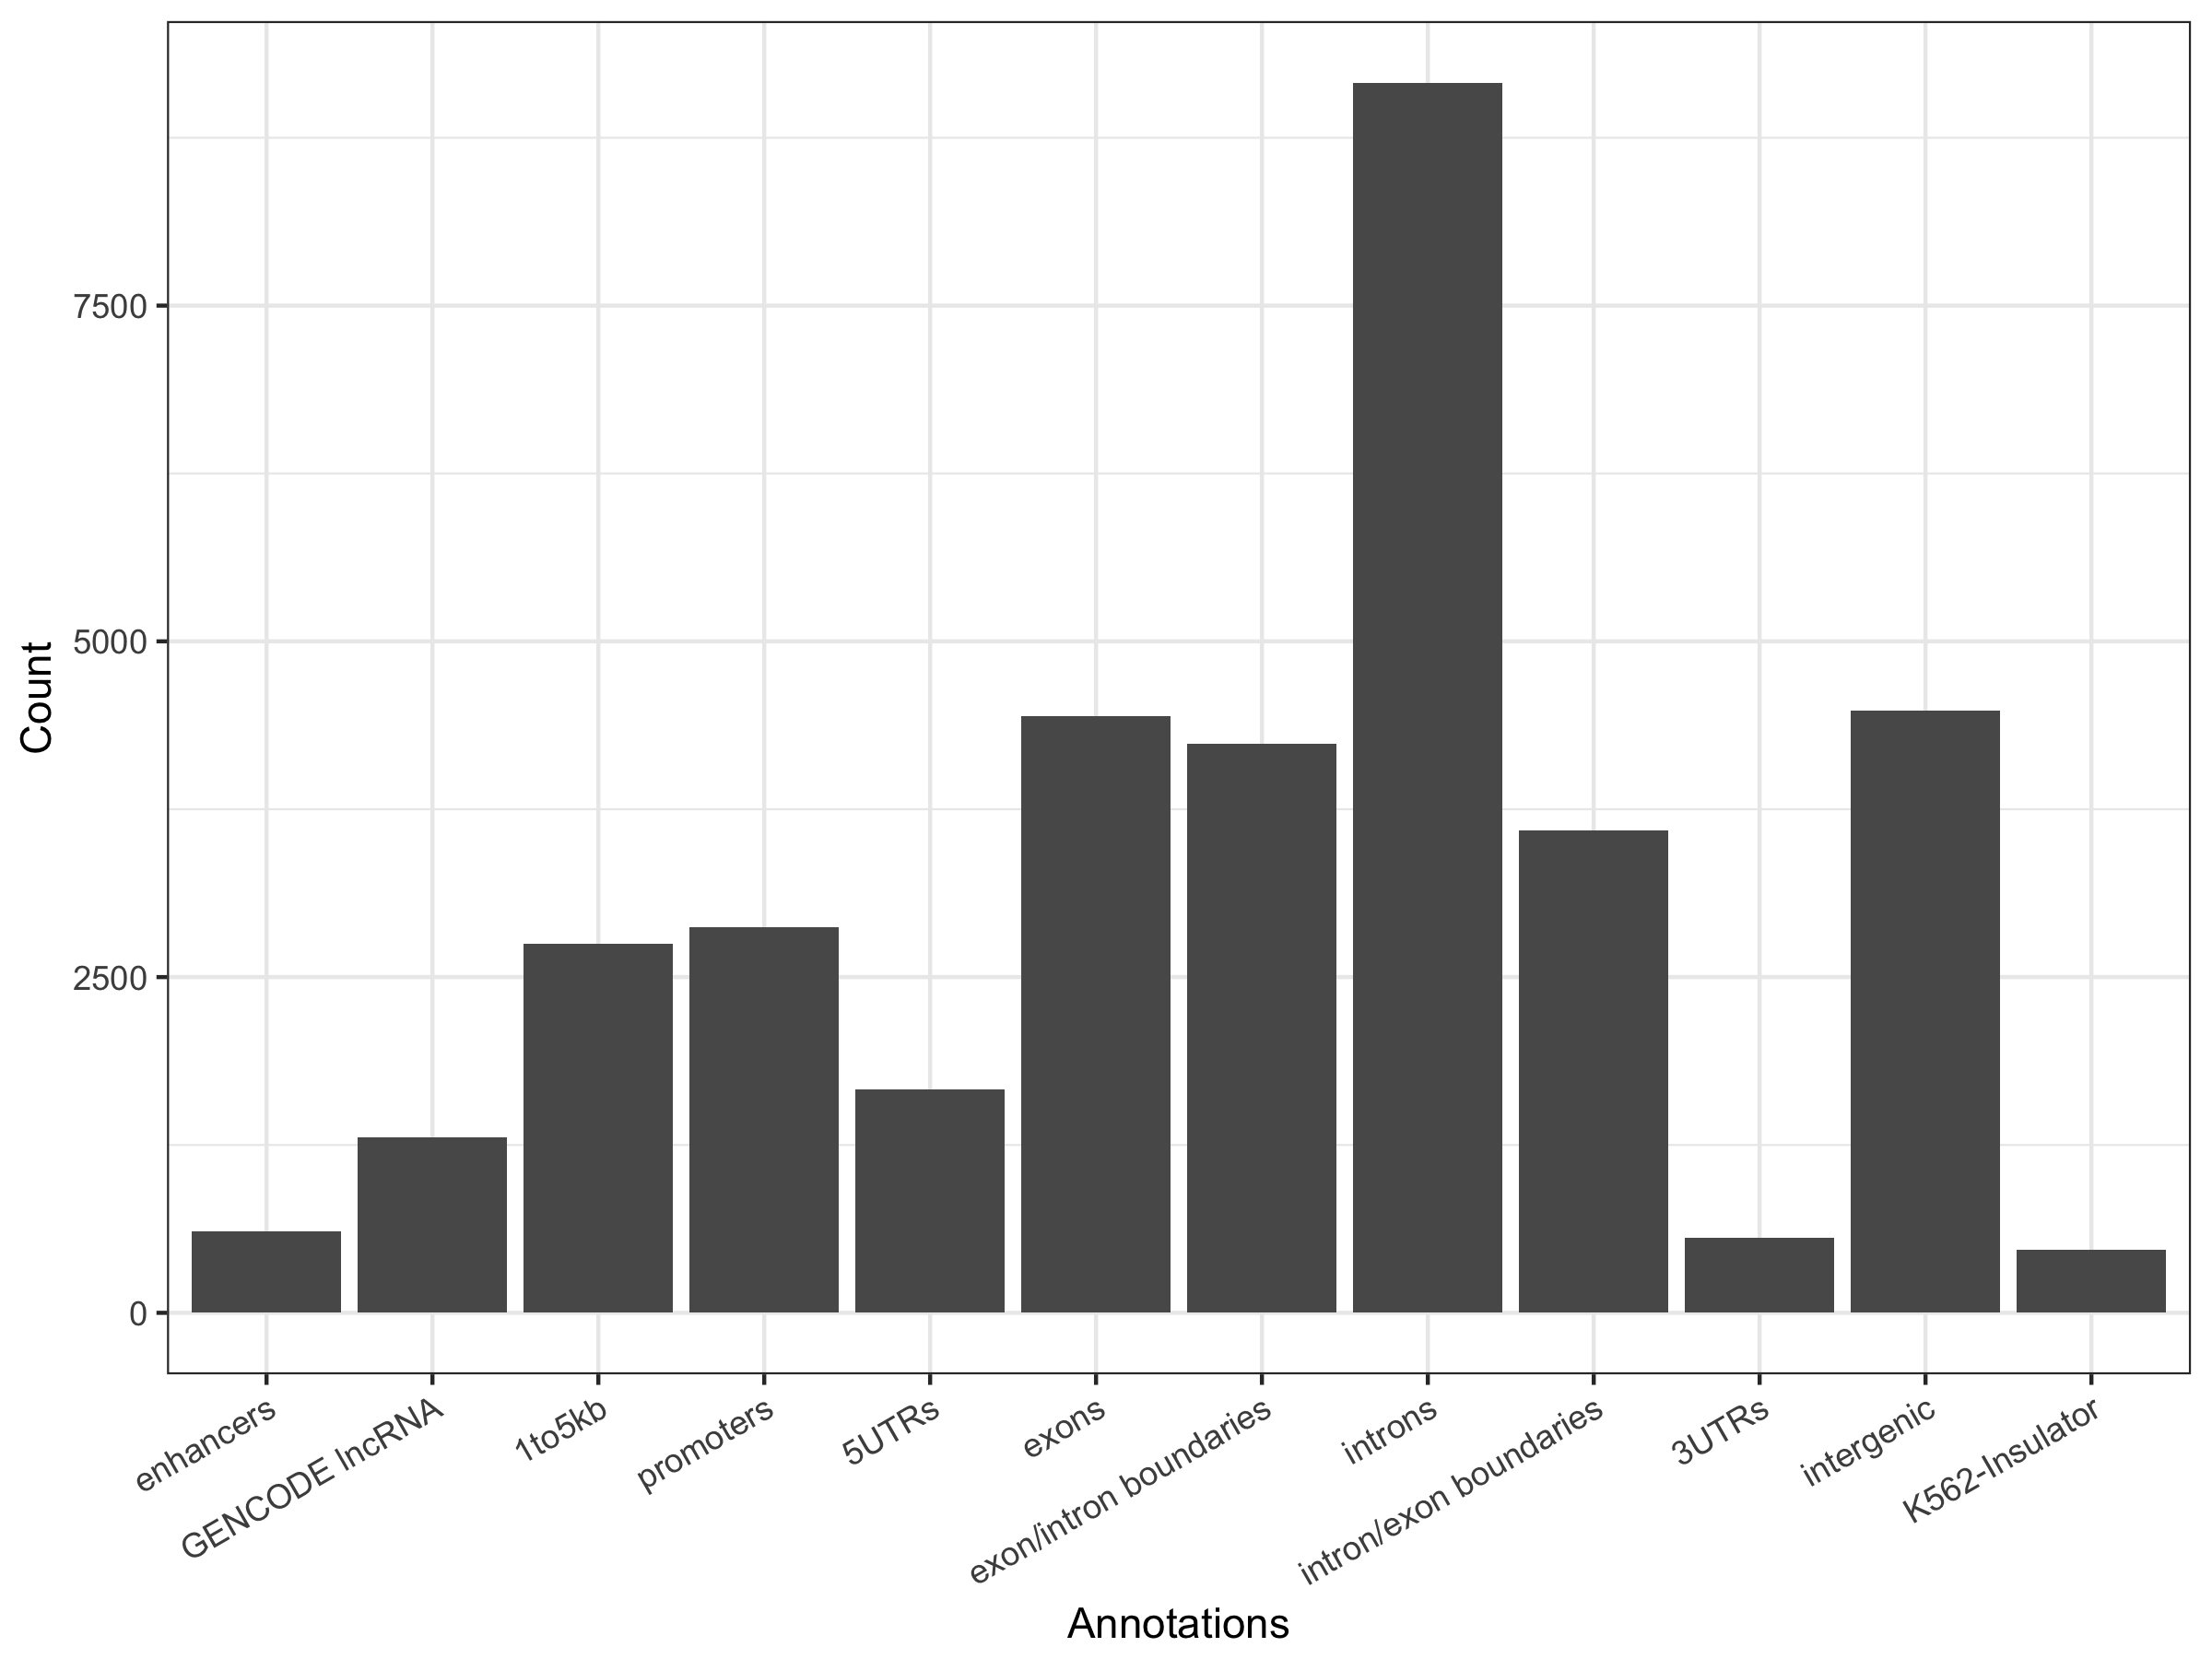 Count
7500
5000
2500
0
enhancers
GENCODE lncRNA
1to5kb
promoters
5UTRs
exons
exon/intron boundaries
introns
intron/exon boundaries
3UTRs
intergenic
K562-Insulator
Annotations